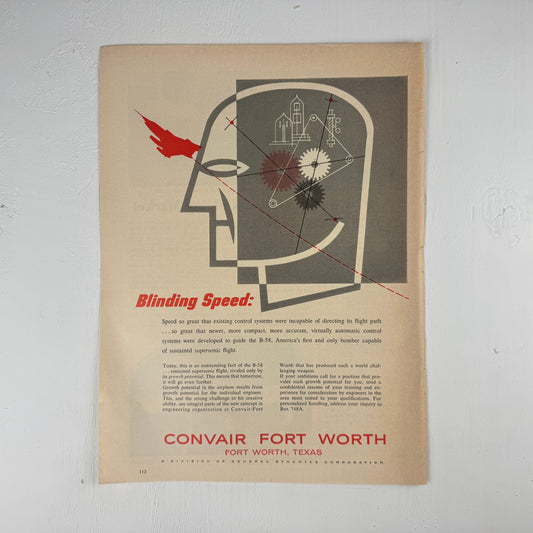 Blinding Speed:
Speed so great that existing control systems were incapable of directing its flight path
. . . so great that newer, more compact, more accurate, virtually automatic control
systems were developed to guide the B-58, America's first and only bomber capable
of sustained supersonic flight.
Today, this is an outstanding fact of the B-58
. . . sustained supersonic flight, rivaled only by
its growth potential. This means that tomorrow,
it will go even further.
Growth potential in the airplane results from
growth potential for the individual engineer.
This, and the strong challenge to his creative
ability, are integral parts of the new concept in
engineering organization at Convair-Fort
Worth that has produced such a world chal-
lenging weapon.
If your ambitions call for a position that pro-
vides such growth potential for you, send a
confidential resume of your training and ex-
perience for consideration by engineers in the
area most suited to your qualifications. For
personalized handling, address your inquiry to
Box 748A.
CONVAIR FORT WORTH
FORT WORTH, TEXAS
A DIVISION OF GENERAL DYNAMICS CORPORATION
112